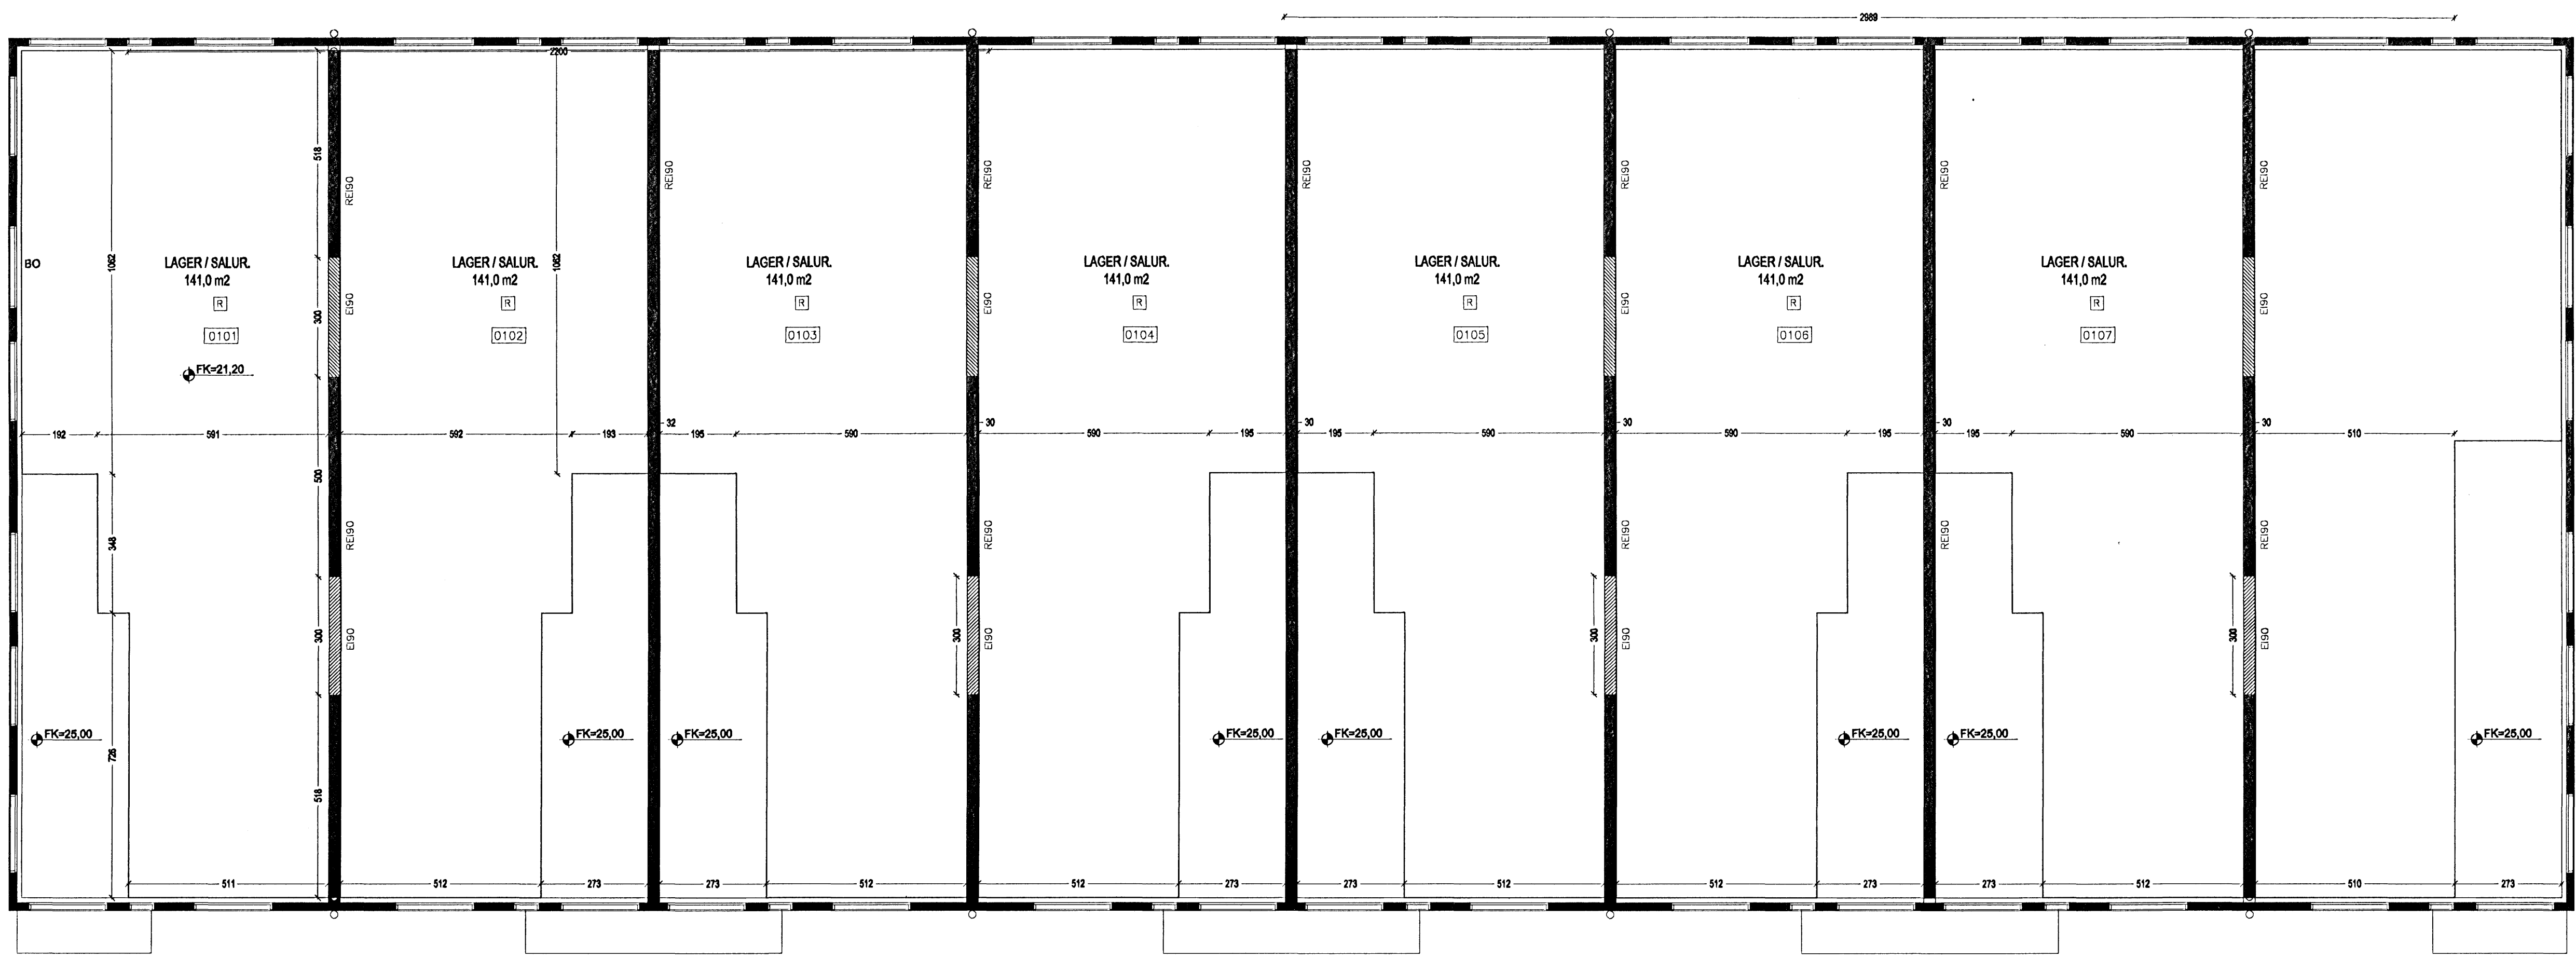 2989
2200
518
1062
1062
REI90
REI90
REI90
REI90
REI90
REI90
REI90
BO
LAGER / SALUR.
141,0 m2
R
0101
FK=21,20
LAGER / SALUR.
141,0 m2
R
0102
LAGER / SALUR.
141,0 m2
R
0103
LAGER / SALUR.
141,0 m2
R
0104
LAGER / SALUR.
141,0 m2
R
0105
LAGER / SALUR.
141,0 m2
R
0106
LAGER / SALUR.
141,0 m2
R
0107
300
EI90
EI90
EI90
EI90
192
591
592
193
32
195
590
30
590
195
30
195
590
30
590
195
30
195
590
30
510
500
348
REI90
REI90
REI90
REI90
REI90
300
EI90
300
EI90
300
EI90
300
EI90
726
518
FK=25,00
FK=25,00
FK=25,00
FK=25,00
FK=25,00
FK=25,00
FK=25,00
FK=25,00
511
512
273
273
512
512
273
273
512
512
273
273
512
510
273